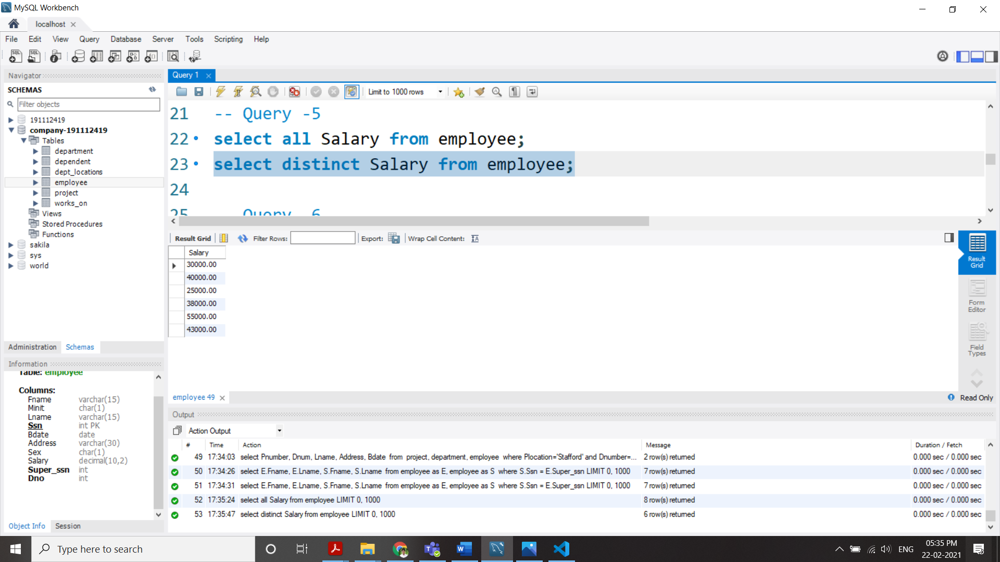 MySQL Workbench
localhost
File Edit View Query Database Server Tools Scripting Help
Navigator
SCHEMAS
Filter objects
191112419
company-191112419
Tables
department
dependent
dept_locations
employee
project
works_on
Views
Stored Procedures
Functions
sakila
sys
world
Administration Schemas
Information
Table: employee
Columns:
Fname varchar(15)
Minit char(1)
Lname varchar(15)
Ssn int PK
Bdate date
Address varchar(30)
Sex char(1)
Salary decimal(10,2)
Super_ssn int
Dno int
Object Info Session
Query 1
Limit to 1000 rows
21 -- Query -5
22 select all Salary from employee;
23 select distinct Salary from employee;
24
25 Query 6
Result Grid Filter Rows: Export: Wrap Cell Content:
Salary
30000.00
40000.00
25000.00
38000.00
55000.00
43000.00
Result Grid
Form Editor
Field Types
employee 49
Read Only
Output
Action Output
# Time Action Message Duration / Fetch
49 17:34:03 select Pnumber, Dnum, Lname, Address, Bdate from project, department, employee where Plocation='Stafford' and Dnumber=... 2 row(s) returned 0.000 sec / 0.000 sec
50 17:34:26 select E.Fname, E.Lname, S.Fname, S.Lname from employee as E, employee as S where S.Ssn = E.Super_ssn LIMIT 0, 1000 7 row(s) returned 0.000 sec / 0.000 sec
51 17:34:31 select E.Fname, E.Lname, S.Fname, S.Lname from employee as E, employee as S where S.Ssn = E.Super_ssn LIMIT 0, 1000 7 row(s) returned 0.000 sec / 0.000 sec
52 17:35:24 select all Salary from employee LIMIT 0, 1000 8 row(s) returned 0.000 sec / 0.000 sec
53 17:35:47 select distinct Salary from employee LIMIT 0, 1000 6 row(s) returned 0.000 sec / 0.000 sec
Type here to search
ENG
05:35 PM
22-02-2021